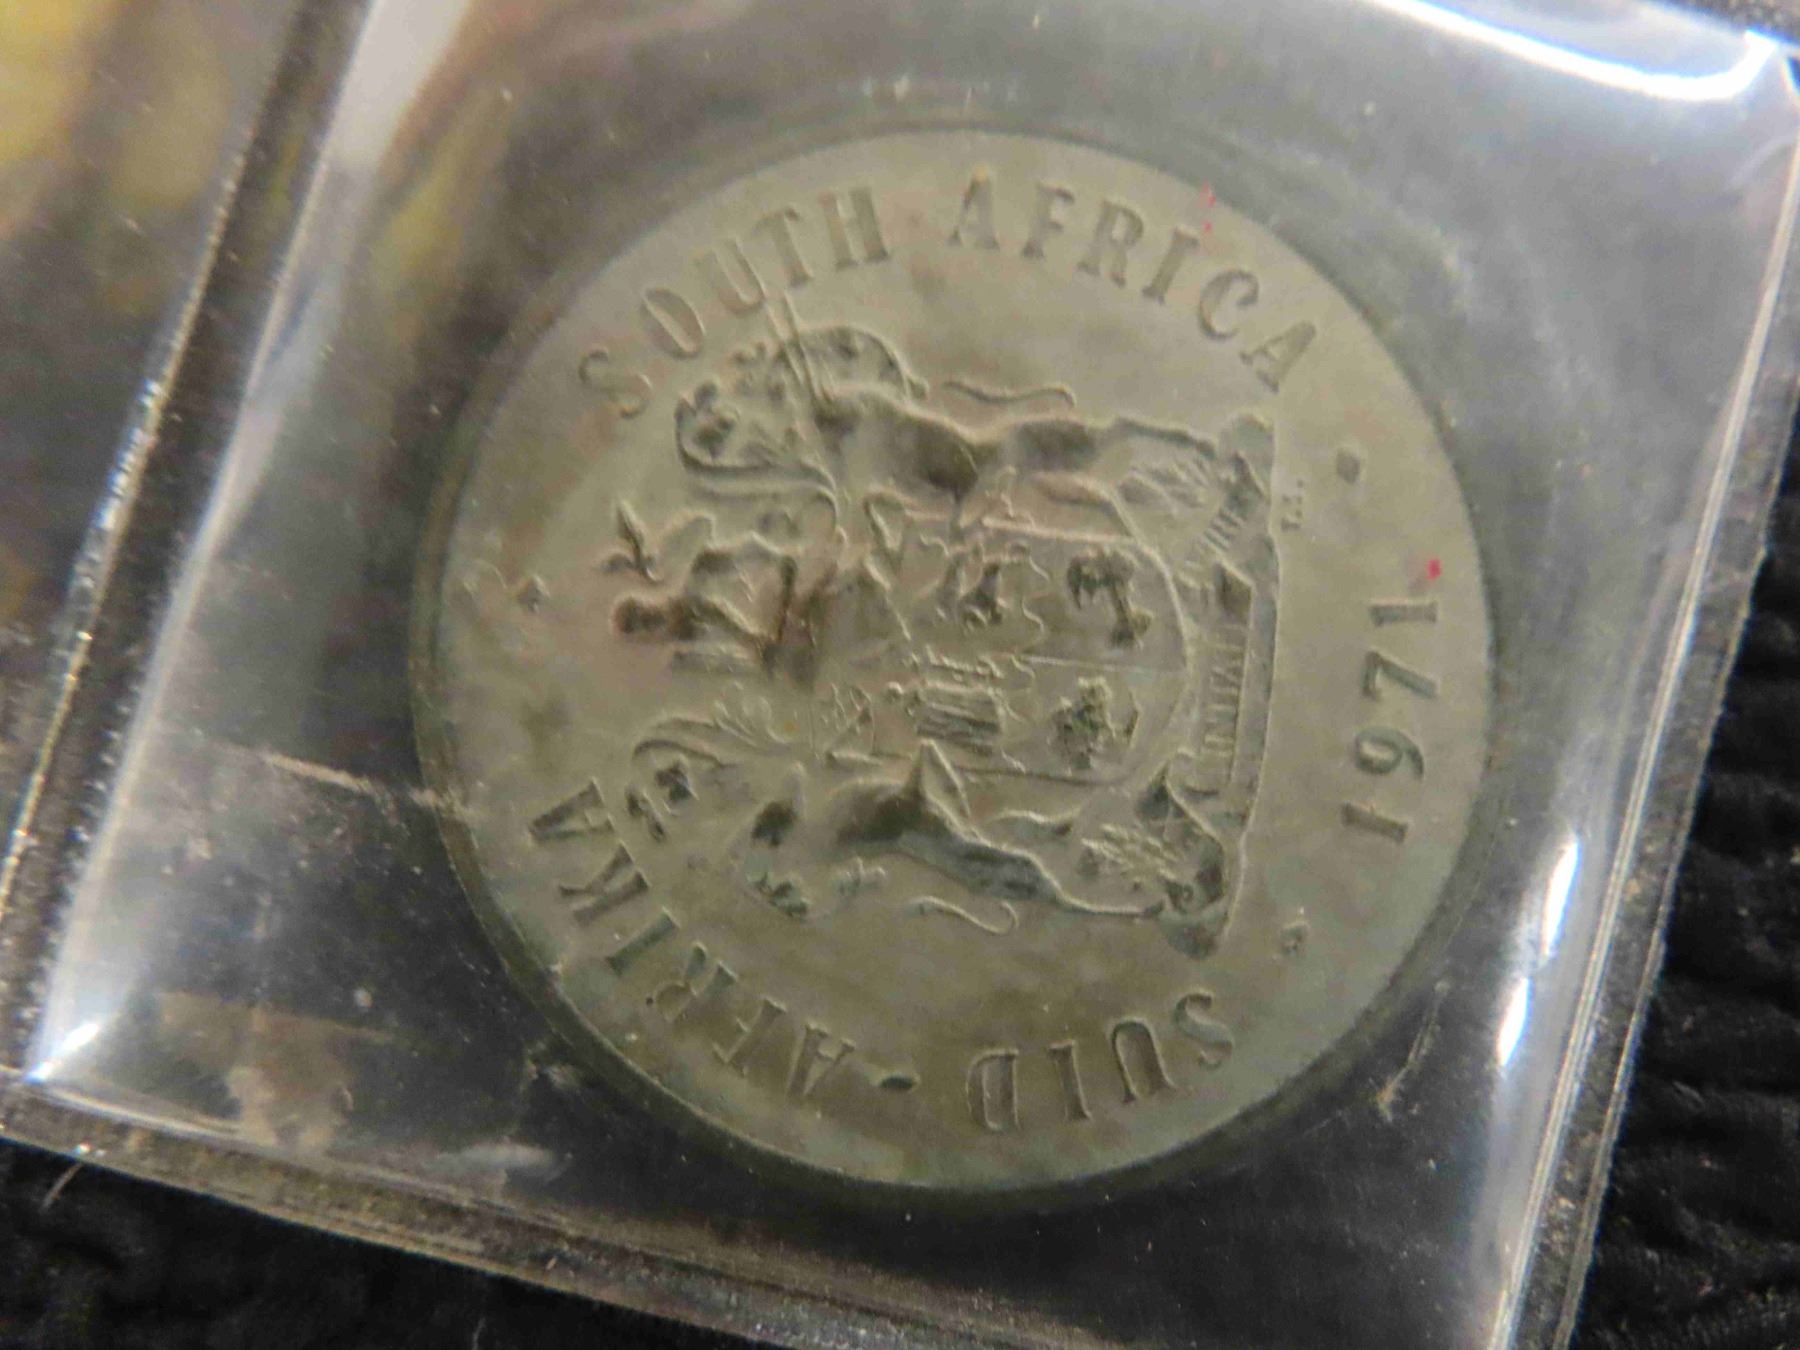 SOUTH AFRICA
1971
SUID-AFRIKA
T.S.